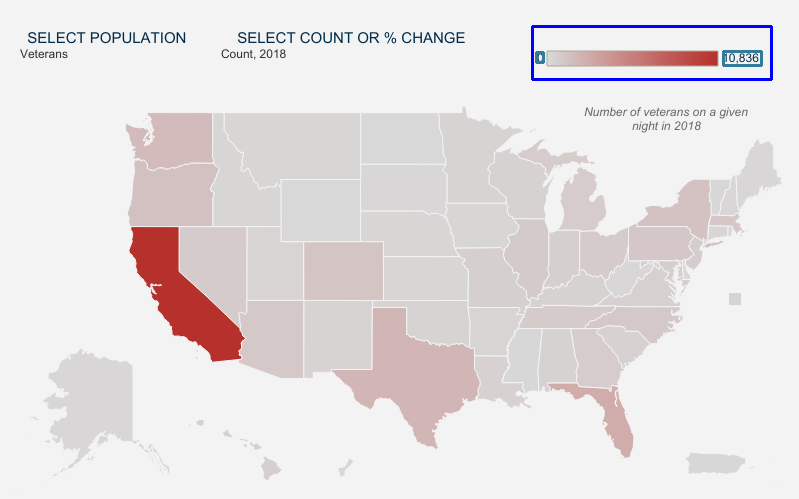 SELECT POPULATION
SELECT COUNT OR % CHANGE
Veterans
Count, 2018
0
10,836
Number of veterans on a given
night in 2018